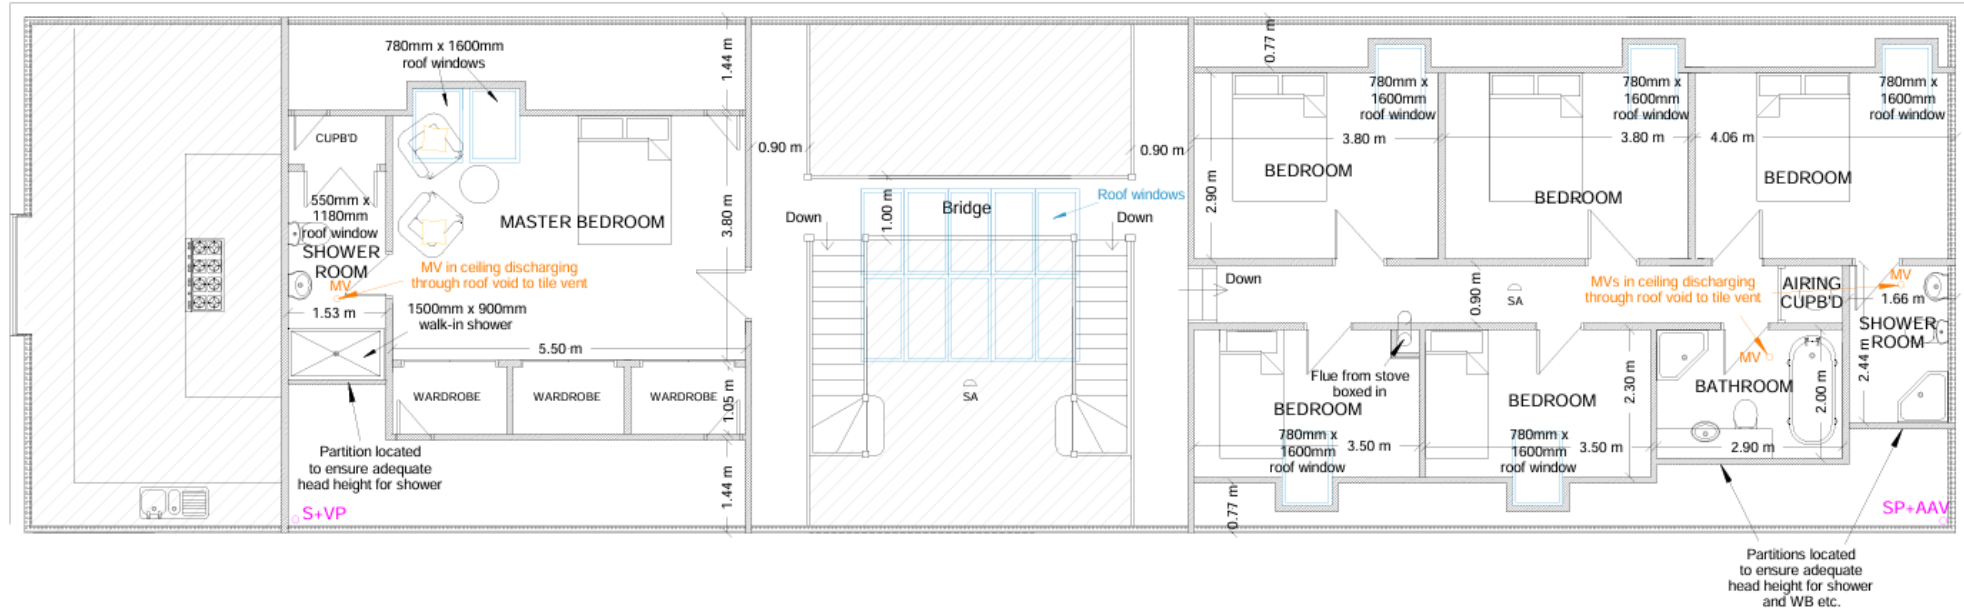 780mm x 1600mm
roof windows
1.44 m
0.77 m
780mm x
1600mm
roof window
780mm x
1600mm
roof window
780mm x
1600mm
roof window
CUPB'D
0.90 m
0.90 m
3.80 m
3.80 m
4.06 m
BEDROOM
BEDROOM
BEDROOM
2.90 m
550mm x
1180mm
roof window
SHOWER
ROOM
MV
1.53 m
MASTER BEDROOM
3.80 m
MV in ceiling discharging
through roof void to tile vent
1500mm x 900mm
walk-in shower
5.50 m
Down
1.00 m
Bridge
Roof windows
Down
Down
0.90 m
SA
MVs in ceiling discharging
through roof void to tile vent
AIRING
CUPB'D
MV
1.66 m
SHOWER
ROOM
2.44 m
WARDROBE
WARDROBE
WARDROBE
1.05 m
SA
Flue from stove
boxed in
BEDROOM
780mm x
1600mm
roof window
3.50 m
BEDROOM
780mm x
1600mm
roof window
2.30 m
3.50 m
MV
BATHROOM
2.00 m
2.90 m
Partition located
to ensure adequate
head height for shower
1.44 m
0.77 m
S+VP
SP+AAV
Partitions located
to ensure adequate
head height for shower
and WB etc.